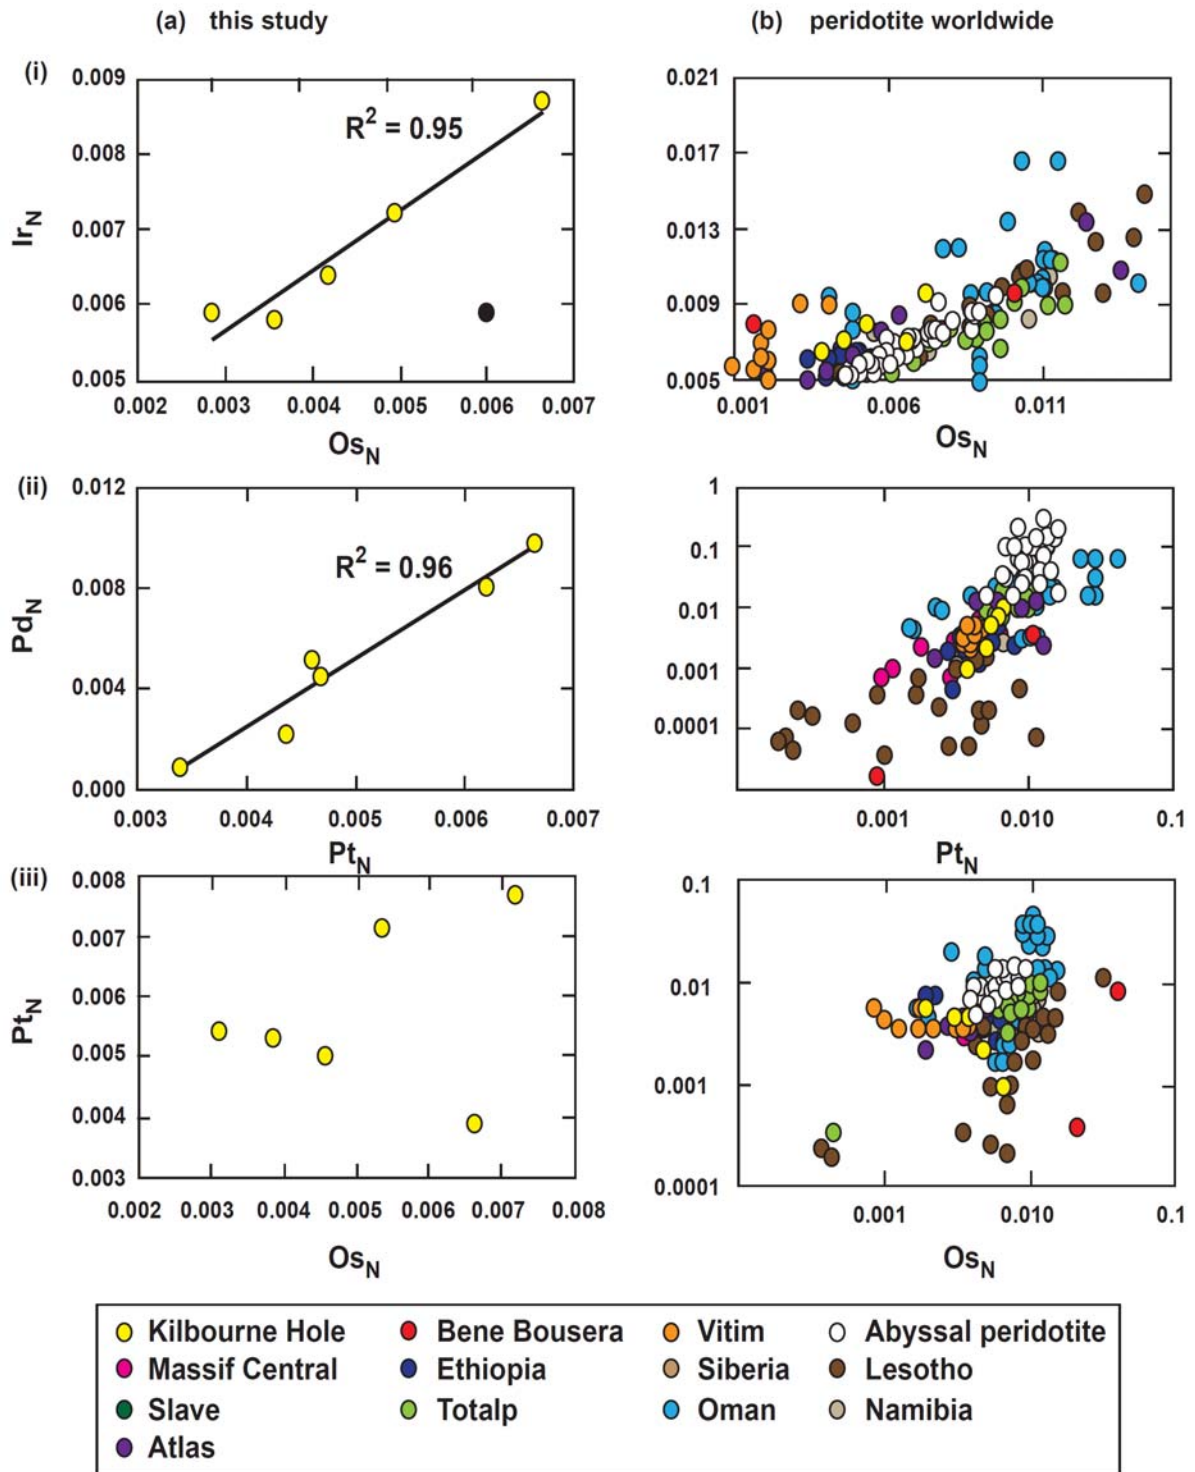 (a) this study
(b) peridotite worldwide
(i)
0.009
0.008
0.007
0.006
0.005
Ir_N
R² = 0.95
0.002 0.003 0.004 0.005 0.006 0.007
Os_N
0.021
0.017
0.013
0.009
0.005
0.001 0.006 0.011
Os_N
(ii)
0.012
0.008
0.004
0.000
Pd_N
R² = 0.96
0.003 0.004 0.005 0.006 0.007
Pt_N
1
0.1
0.01
0.001
0.0001
0.001 0.010 0.1
Pt_N
(iii)
0.008
0.007
0.006
0.005
0.004
0.003
Pt_N
0.002 0.003 0.004 0.005 0.006 0.007 0.008
Os_N
0.1
0.01
0.001
0.0001
0.001 0.010 0.1
Os_N
Kilbourne Hole Bene Bousera Vitim Abyssal peridotite
Massif Central Ethiopia Siberia Lesotho
Slave Totalp Oman Namibia
Atlas